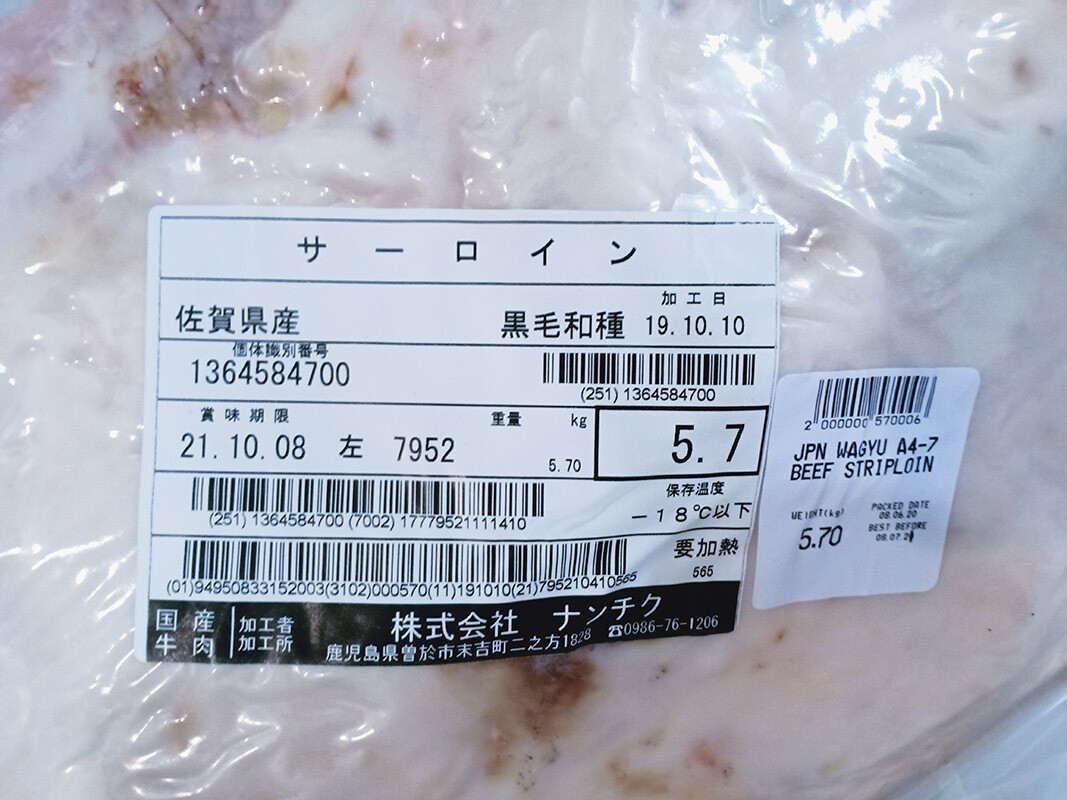 サーロイン
佐賀県産 黒毛和種 加工日 19.10.10
個体識別番号
1364584700
(251) 1364584700
賞味期限 重量 kg
21.10.08 左 7952 5.70 5.7
保存温度
−18℃以下
(251) 1364584700 (7002) 17779521111410
要加熱
565
(01)94950833152003(3102)000570(11)191010(21)795210410565
国産牛肉 加工者 加工所 株式会社 ナンチク
鹿児島県曽於市末吉町二之方1828 ☎0986-76-1206
2 000000 570006
JPN WAGYU A4-7
BEEF STRIPLOIN
WEIGHT(kg) PACKED DATE
08.06.20
5.70 BEST BEFORE